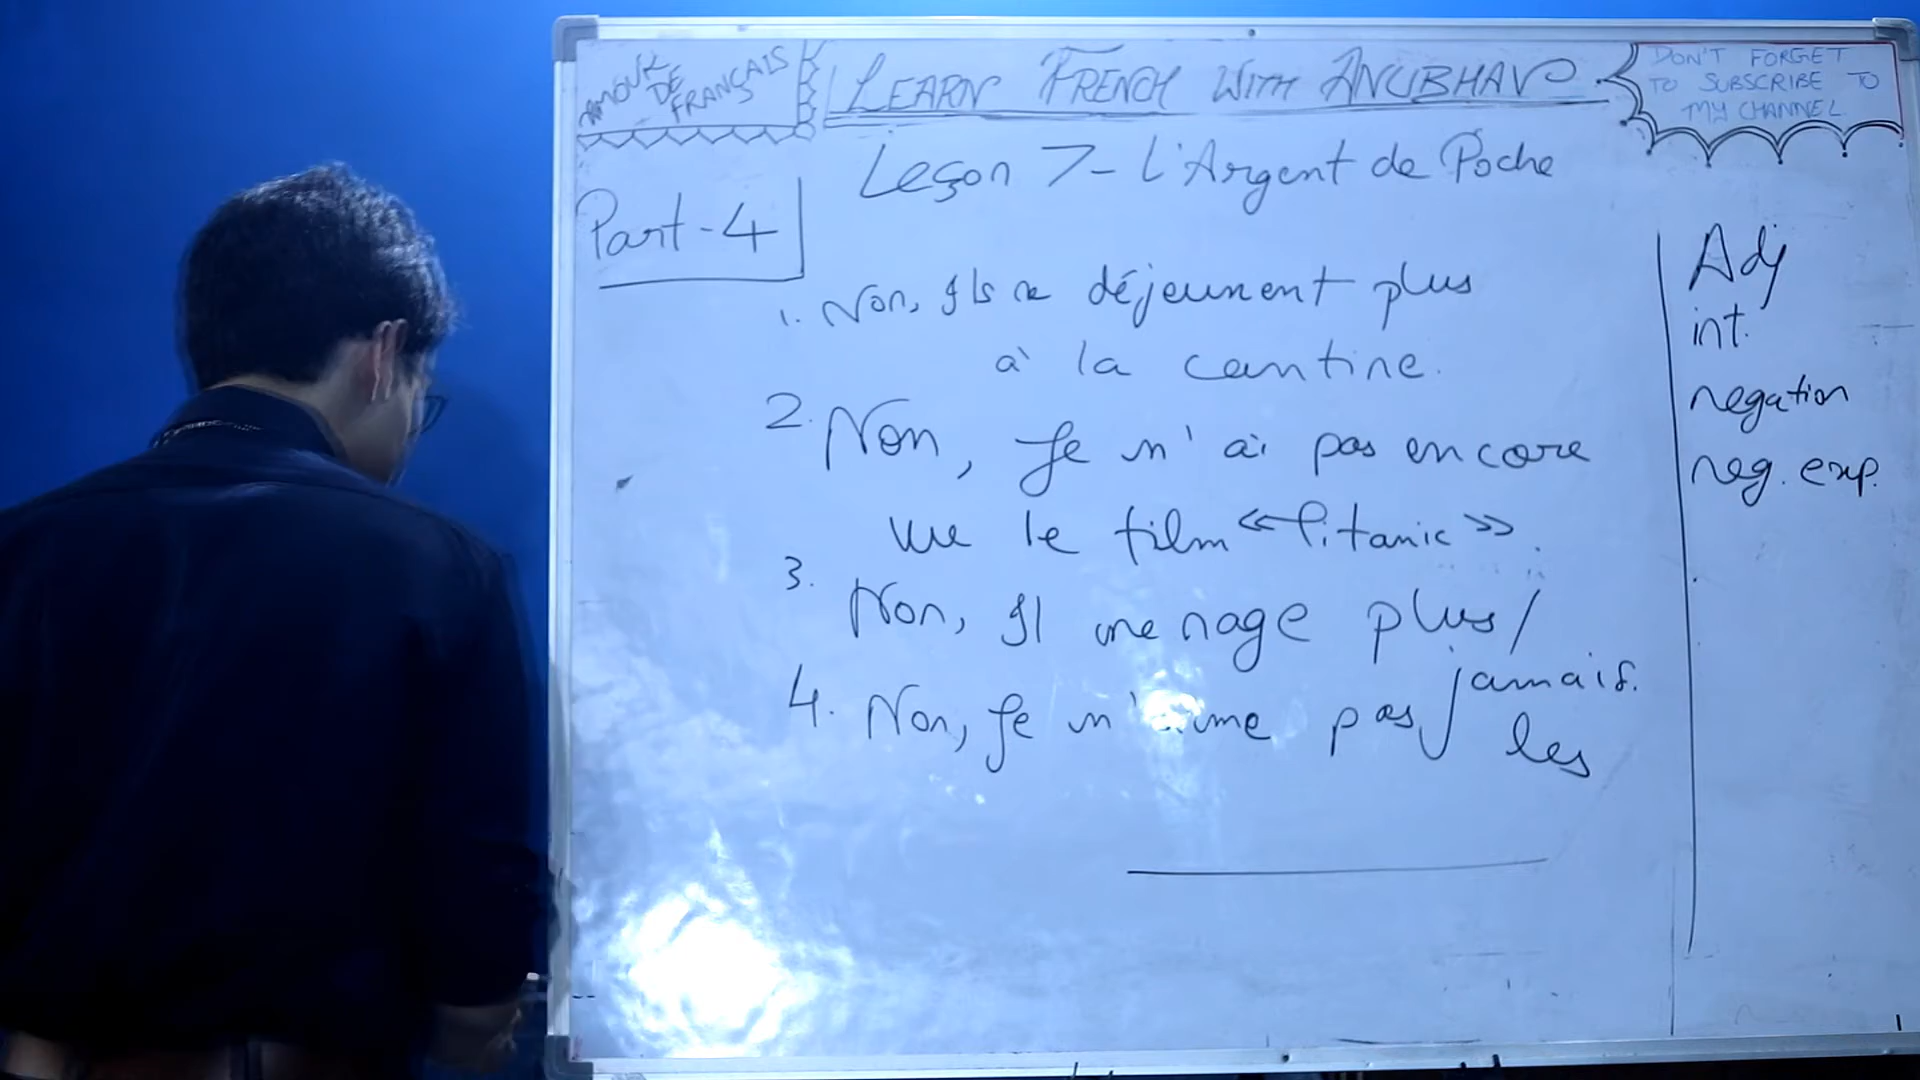 AMOUR DE FRANÇAIS
LEARN FRENCH WITH ANUBHAV
DON'T FORGET
TO SUBSCRIBE TO
MY CHANNEL
Leçon 7- L'Argent de Poche
Part-4
1. Non, Ils ne déjeunent plus
à la cantine.
2. Non, Je n'ai pas encore
vu le film «Titanic».
3. Non, Il ne nage plus/
jamais.
4. Non, Je n'aime pas
les
Adj
int.
negation
neg. exp.